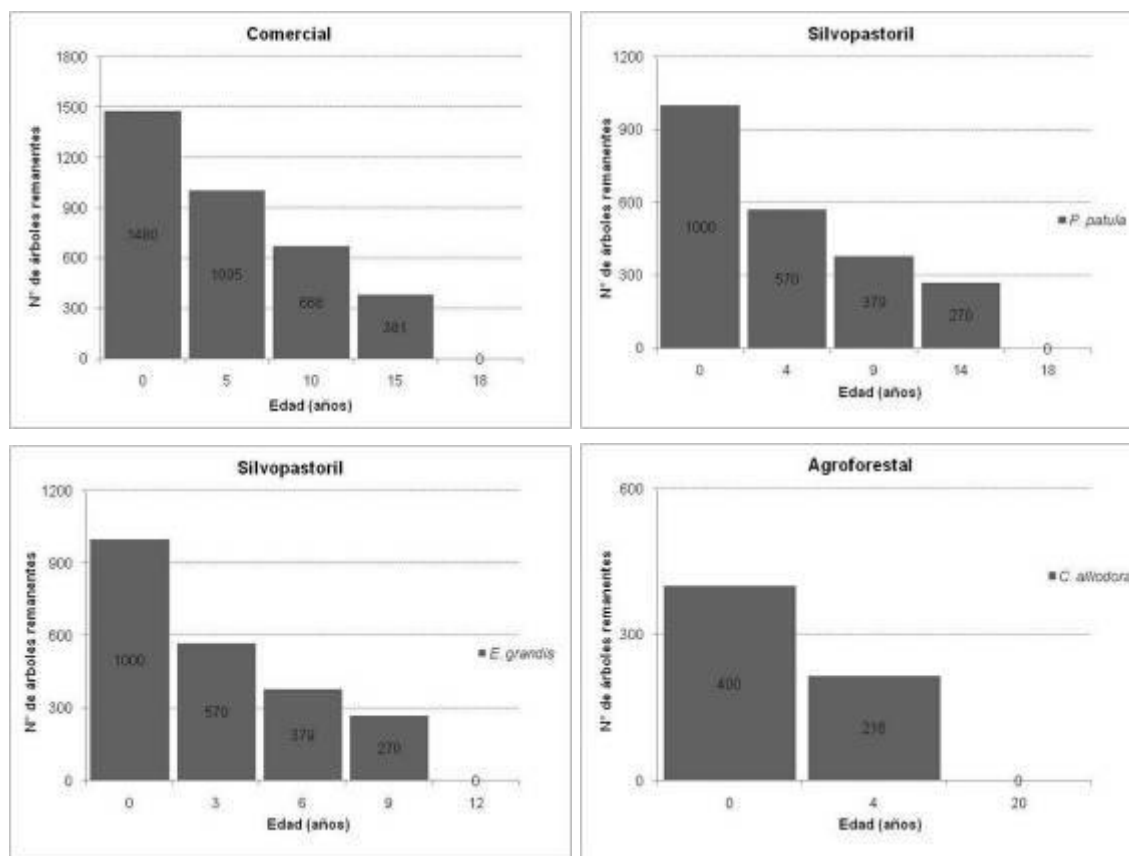 Comercial
N° de árboles remanentes
1800
1500
1200
900
600
300
0
1480
1005
668
381
0
0 5 10 15 18
Edad (años)
Silvopastoril
N° de árboles remanentes
1200
900
600
300
0
1000
570
379
270
0
P. patula
0 4 9 14 18
Edad (años)
Silvopastoril
N° de árboles remanentes
1200
900
600
300
0
1000
570
379
270
0
E. grandis
0 3 6 9 12
Edad (años)
Agroforestal
N° de árboles remanentes
600
300
0
400
216
0
C. alliodora
0 4 20
Edad (años)